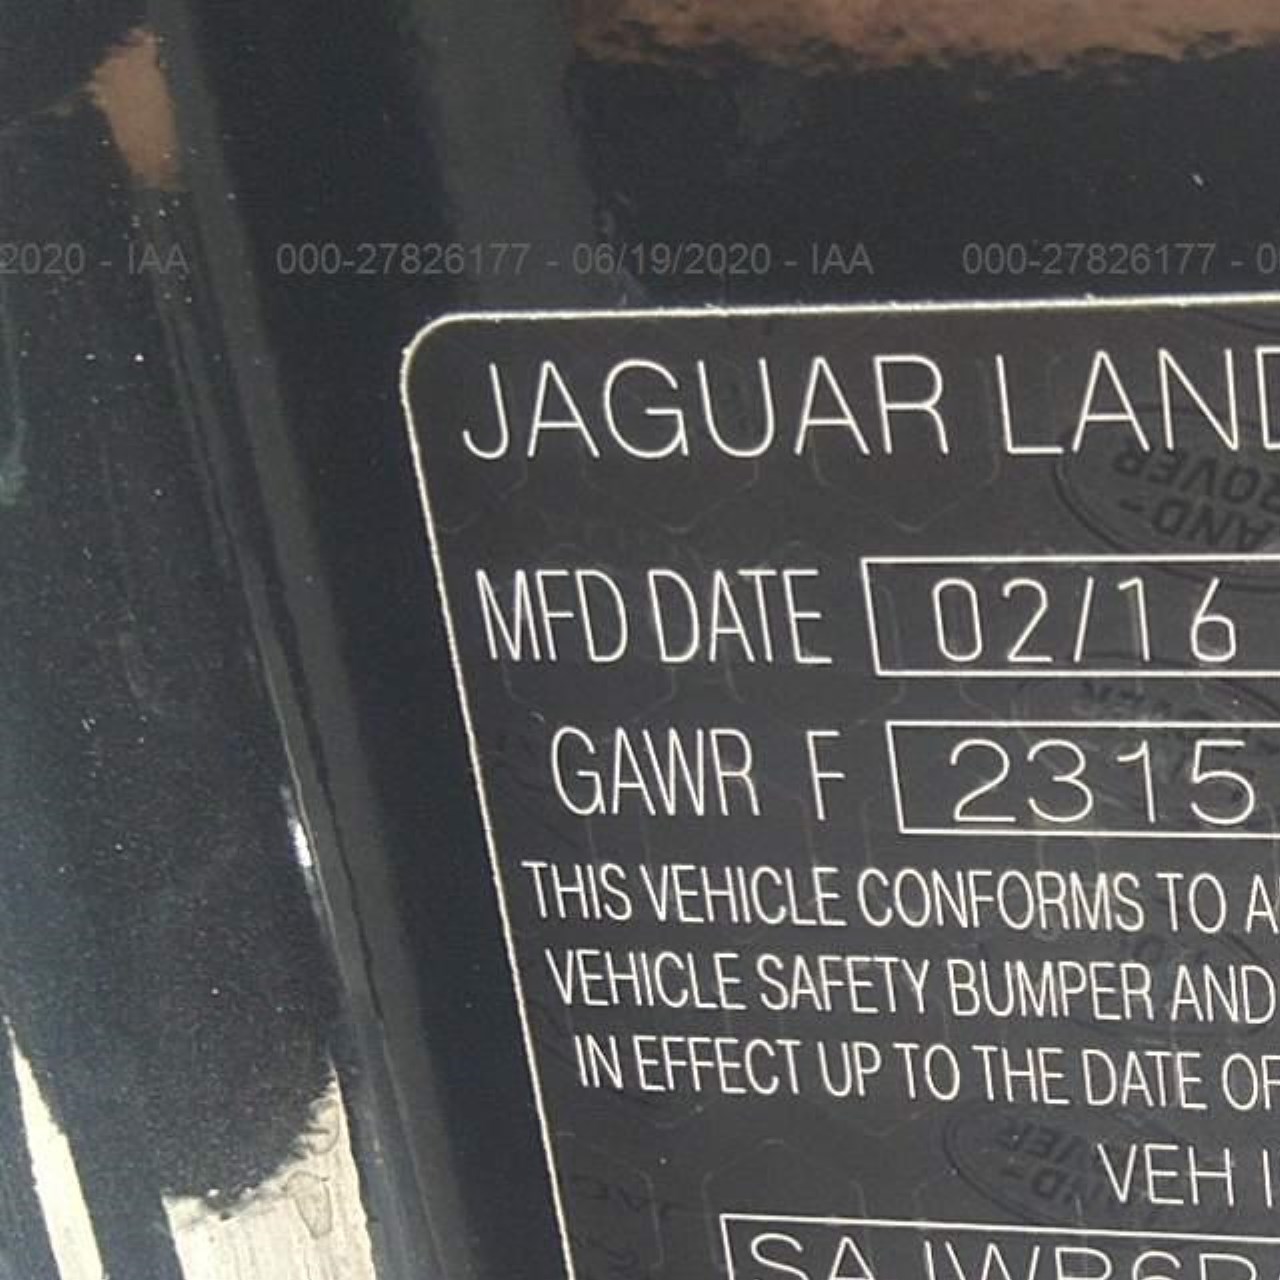 2020 - IAA 000-27826177 - 06/19/2020 - IAA 000-27826177 - 0
JAGUAR LAND
MFD DATE 02/16
GAWR F 2315
THIS VEHICLE CONFORMS TO A
VEHICLE SAFETY BUMPER AND
IN EFFECT UP TO THE DATE OF
VEH I